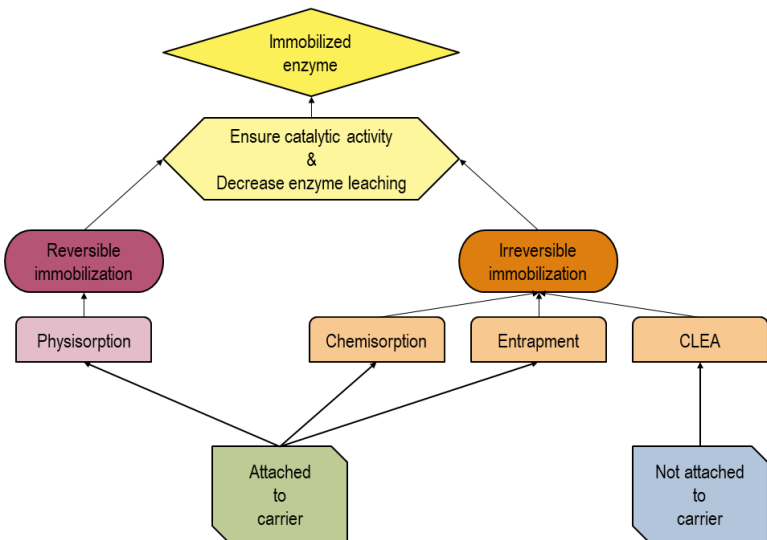 Immobilized
enzyme
Ensure catalytic activity
&
Decrease enzyme leaching
Reversible
immobilization
Irreversible
immobilization
Physisorption
Chemisorption
Entrapment
CLEA
Attached
to
carrier
Not attached
to
carrier